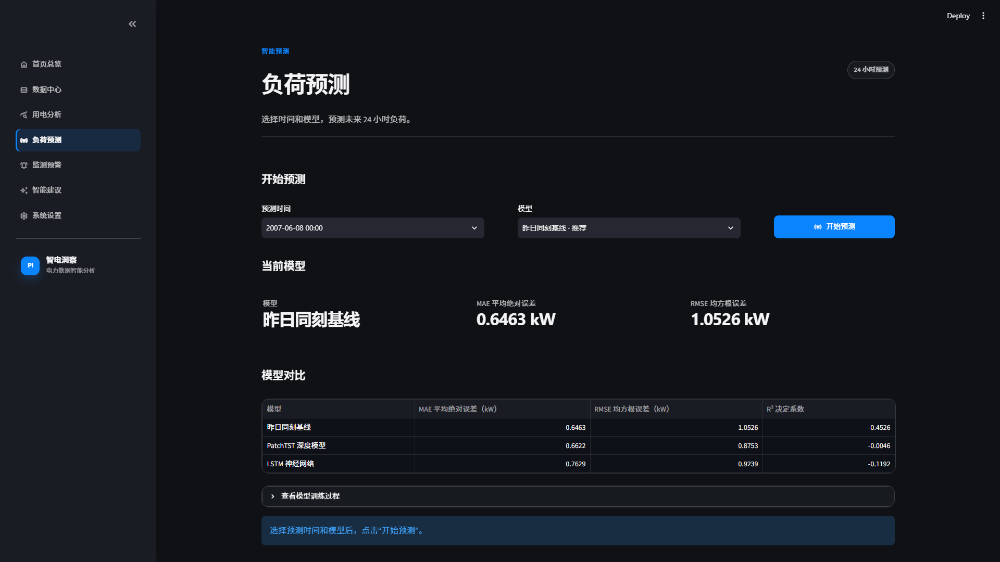 Deploy
首页总览
数据中心
用电分析
负荷预测
监测预警
智能建议
系统设置
PI
智电洞察
电力数据智能分析
智能预测
负荷预测
24 小时预测
选择时间和模型，预测未来 24 小时负荷。
开始预测
预测时间
模型
2007-06-08 00:00
昨日同刻基线 · 推荐
开始预测
当前模型
模型
昨日同刻基线
MAE 平均绝对误差
0.6463 kW
RMSE 均方根误差
1.0526 kW
模型对比
模型 MAE 平均绝对误差（kW） RMSE 均方根误差（kW） R² 决定系数
昨日同刻基线 0.6463 1.0526 -0.4526
PatchTST 深度模型 0.6622 0.8753 -0.0046
LSTM 神经网络 0.7629 0.9239 -0.1192
查看模型训练过程
选择预测时间和模型后，点击“开始预测”。